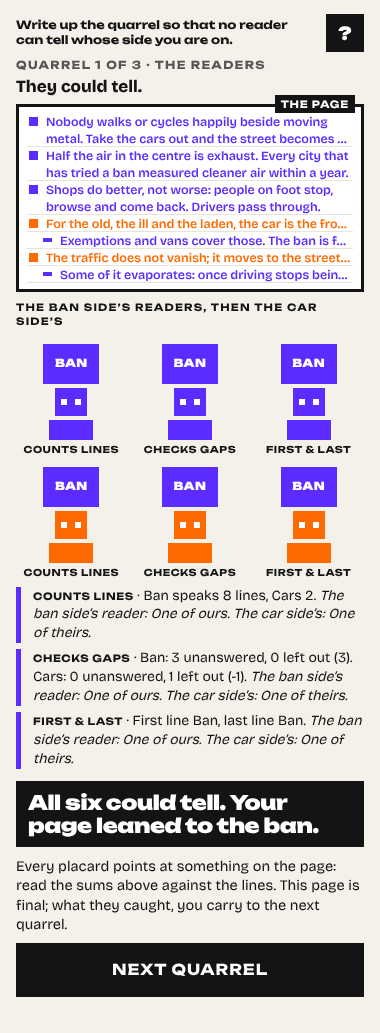 Write up the quarrel so that no reader
can tell whose side you are on.
?
QUARREL 1 OF 3 · THE READERS
They could tell.
THE PAGE
Nobody walks or cycles happily beside moving
metal. Take the cars out and the street becomes ...
Half the air in the centre is exhaust. Every city that
has tried a ban measured cleaner air within a year.
Shops do better, not worse: people on foot stop,
browse and come back. Drivers pass through.
For the old, the ill and the laden, the car is the fro...
Exemptions and vans cover those. The ban is f...
The traffic does not vanish; it moves to the street...
Some of it evaporates: once driving stops bein...
THE BAN SIDE'S READERS, THEN THE CAR
SIDE'S
BAN BAN BAN
COUNTS LINES CHECKS GAPS FIRST & LAST
BAN BAN BAN
COUNTS LINES CHECKS GAPS FIRST & LAST
COUNTS LINES · Ban speaks 8 lines, Cars 2. The
ban side's reader: One of ours. The car side's: One
of theirs.
CHECKS GAPS · Ban: 3 unanswered, 0 left out (3).
Cars: 0 unanswered, 1 left out (-1). The ban side's
reader: One of ours. The car side's: One of theirs.
FIRST & LAST · First line Ban, last line Ban. The ban
side's reader: One of ours. The car side's: One of
theirs.
All six could tell. Your
page leaned to the ban.
Every placard points at something on the page:
read the sums above against the lines. This page is
final; what they caught, you carry to the next
quarrel.
NEXT QUARREL